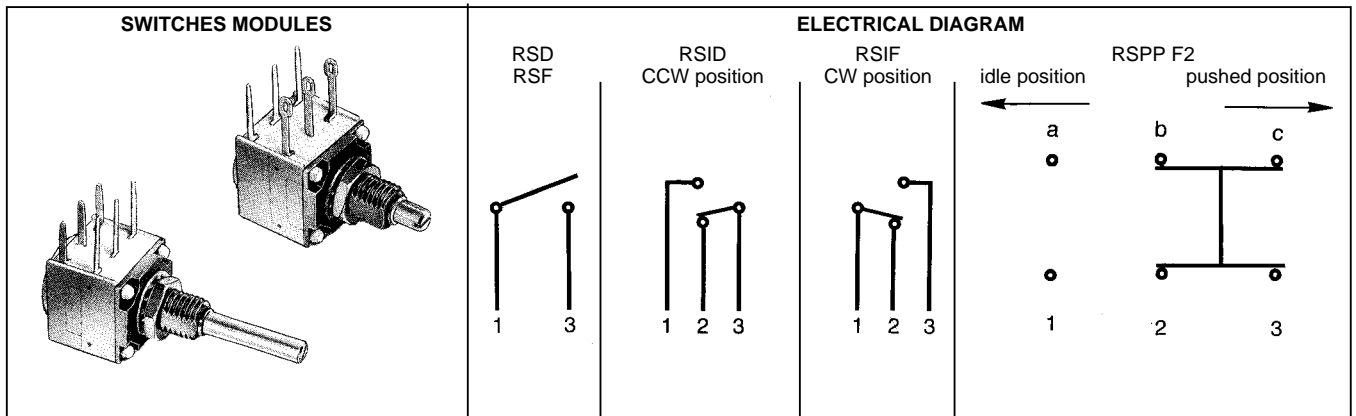 SWITCHES MODULES
ELECTRICAL DIAGRAM
RSD
RSF
1 3
RSID
CCW position
1 2 3
RSIF
CW position
1 2 3
RSPP F2
idle position pushed position
a b c
1 2 3